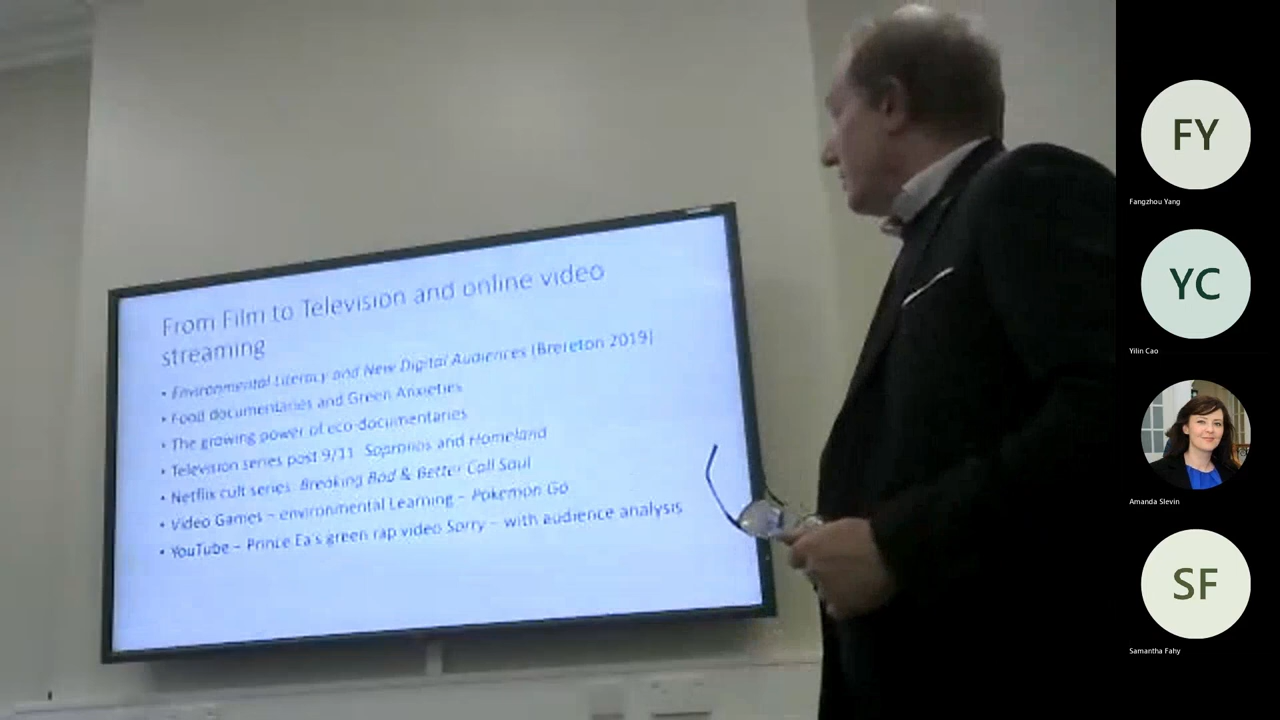 From Film to Television and online video
streaming
• Environmental Literacy and New Digital Audiences (Brereton 2019)
• Food documentaries and Green Anxieties
• The growing power of eco-documentaries
• Television series post 9/11 Sopranos and Homeland
• Netflix cult series Breaking Bad & Better Call Saul
• Video Games – environmental Learning – Pokemon Go
• YouTube – Prince Ea's green rap video Sorry – with audience analysis
FY
Fangzhou Yang
YC
Yilin Cao
Amanda Slevin
SF
Samantha Fahy